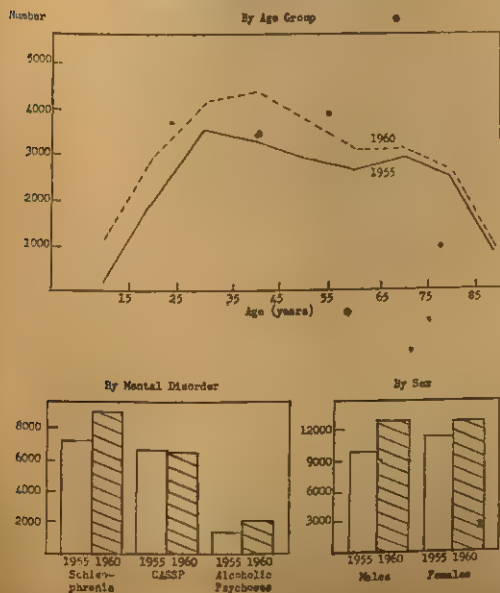 Number
By Age Group
5000
4000
3000
2000
1000
1960
1955
15 25 35 45 55 65 75 85
Age (years)
By Mental Disorder
8000
6000
4000
2000
1955 1960 1955 1960 1955 1960
Schizo- CASSP Alcoholic
phrenia Psychoses
By Sex
12000
9000
6000
3000
1955 1960 1955 1960
Males Females